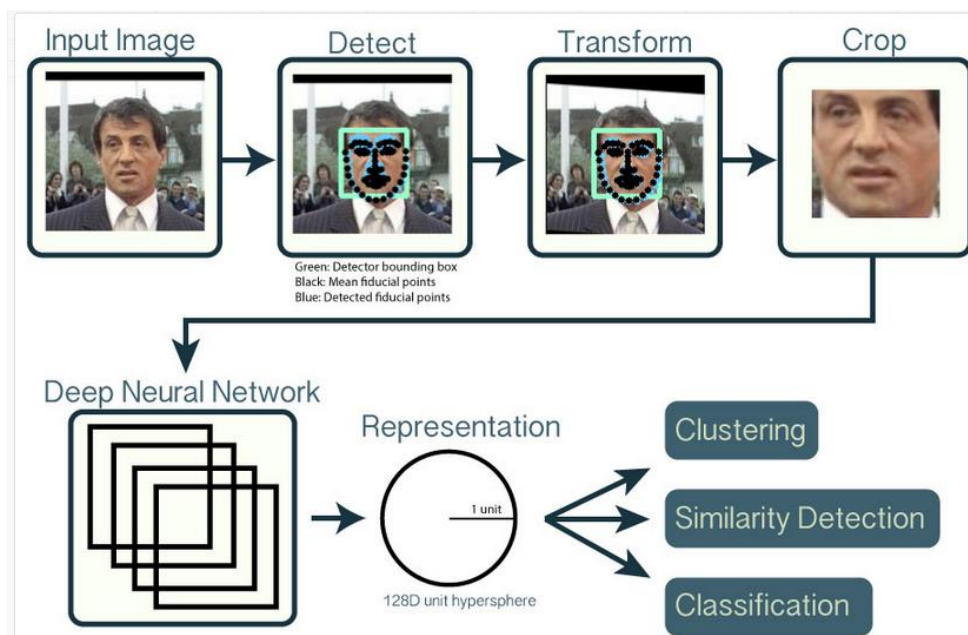 Input Image
Detect
Transform
Crop
Green: Detector bounding box
Black: Mean fiducial points
Blue: Detected fiducial points
Deep Neural Network
Representation
1 unit
128D unit hypersphere
Clustering
Similarity Detection
Classification